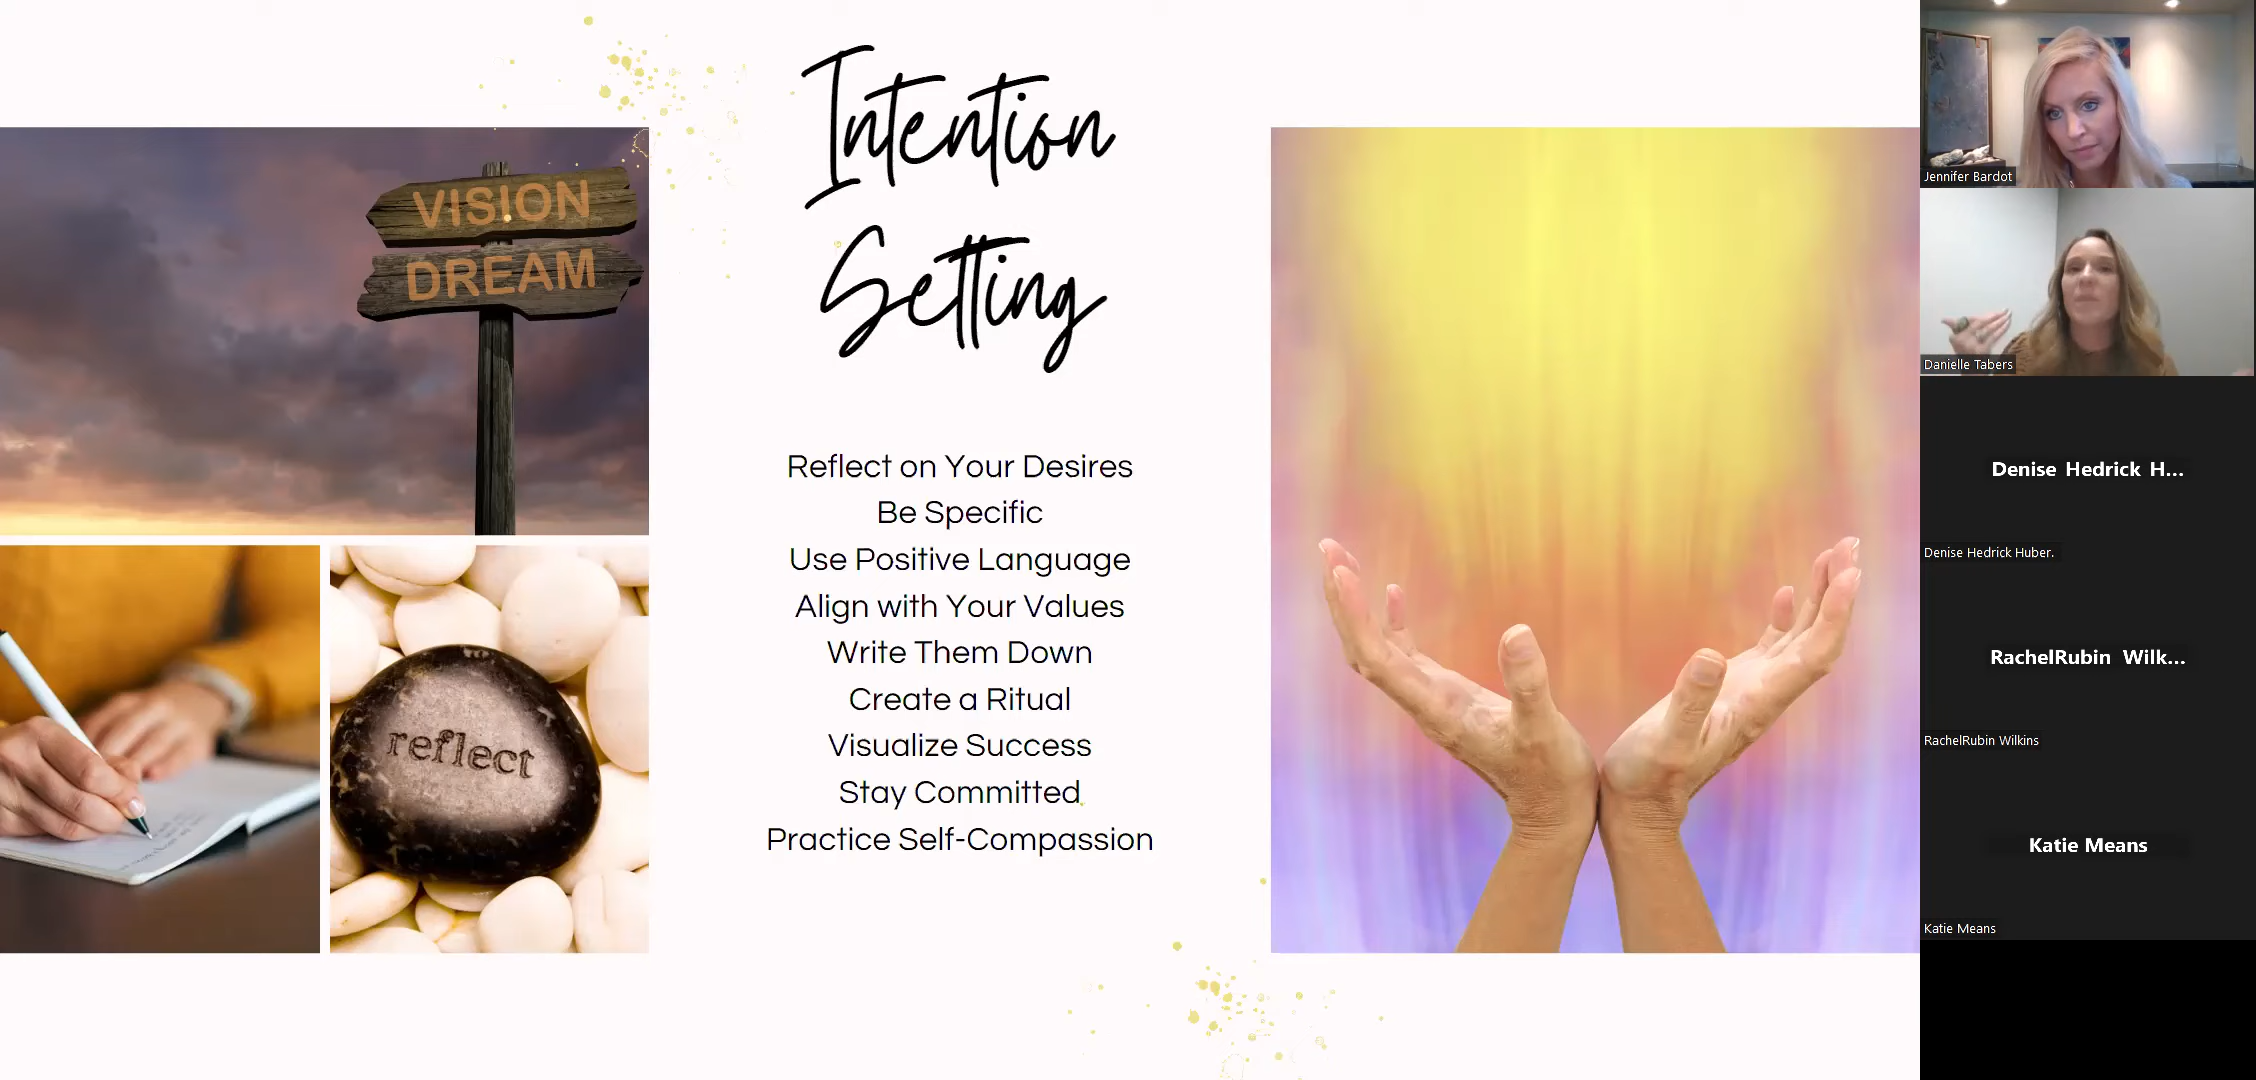 Intention
Setting
VISION
DREAM
reflect
Reflect on Your Desires
Be Specific
Use Positive Language
Align with Your Values
Write Them Down
Create a Ritual
Visualize Success
Stay Committed
Practice Self-Compassion
Jennifer Bardot
Danielle Tabers
Denise Hedrick H...
Denise Hedrick Huber.
RachelRubin Wilk...
RachelRubin Wilkins
Katie Means
Katie Means